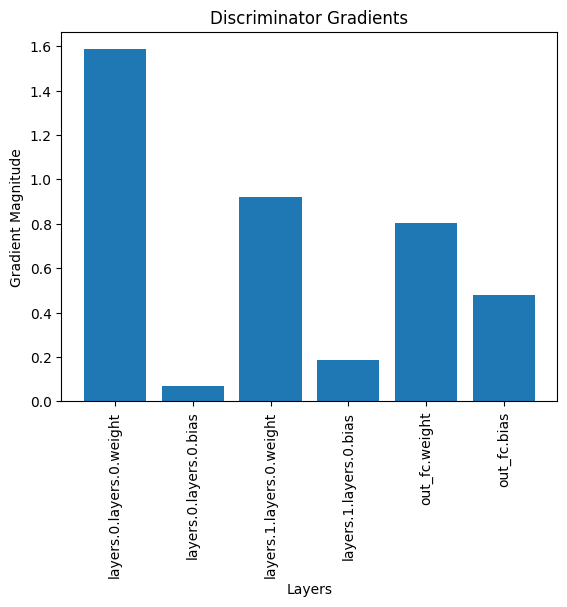 Discriminator Gradients
Gradient Magnitude
1.6
1.4
1.2
1.0
0.8
0.6
0.4
0.2
0.0
layers.0.layers.0.weight
layers.0.layers.0.bias
layers.1.layers.0.weight
layers.1.layers.0.bias
out_fc.weight
out_fc.bias
Layers